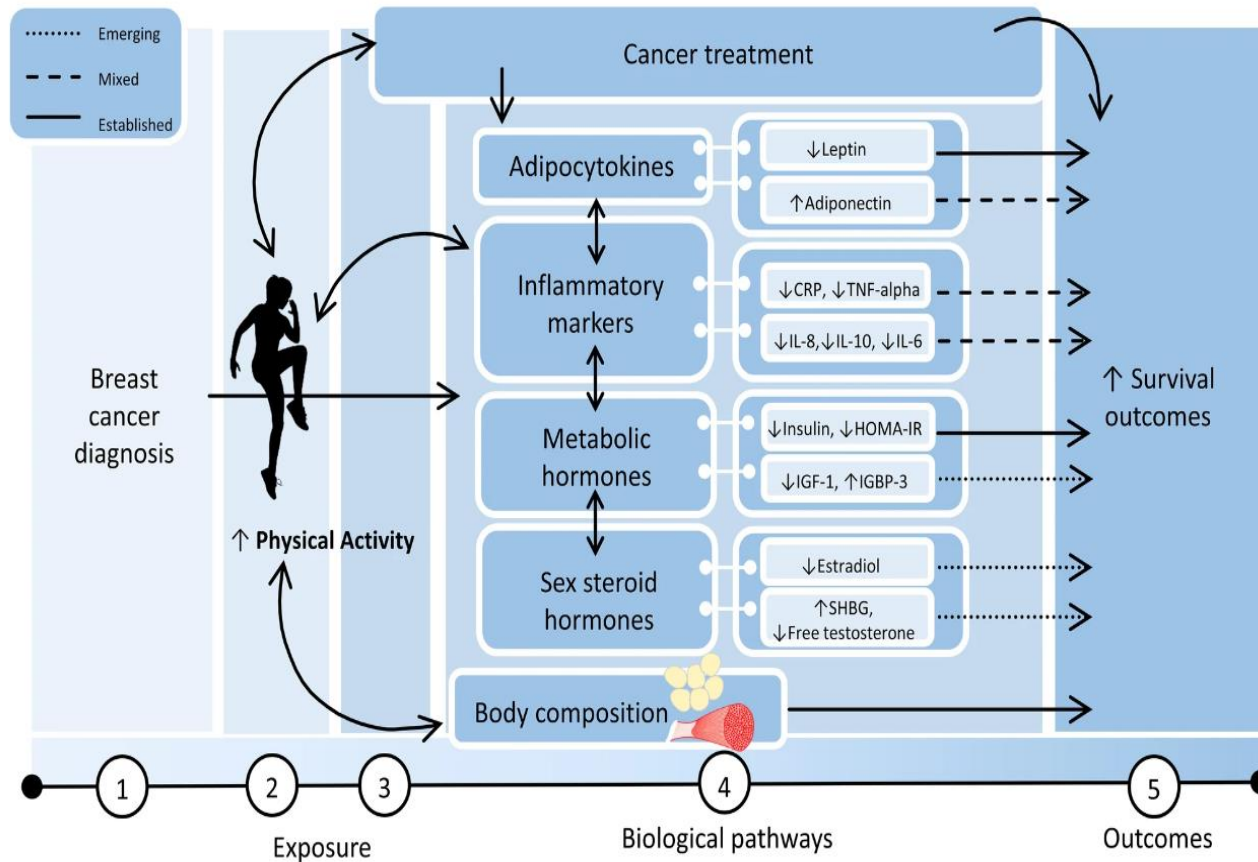 Emerging
Mixed
Established
Cancer treatment
Adipocytokines
↓Leptin
↑Adiponectin
Inflammatory
markers
↓CRP, ↓TNF-alpha
↓IL-8,↓IL-10, ↓IL-6
Breast
cancer
diagnosis
↑ Physical Activity
Metabolic
hormones
↓Insulin, ↓HOMA-IR
↓IGF-1, ↑IGBP-3
Sex steroid
hormones
↓Estradiol
↑SHBG,
↓Free testosterone
Body composition
↑ Survival
outcomes
1
2
3
4
5
Exposure
Biological pathways
Outcomes